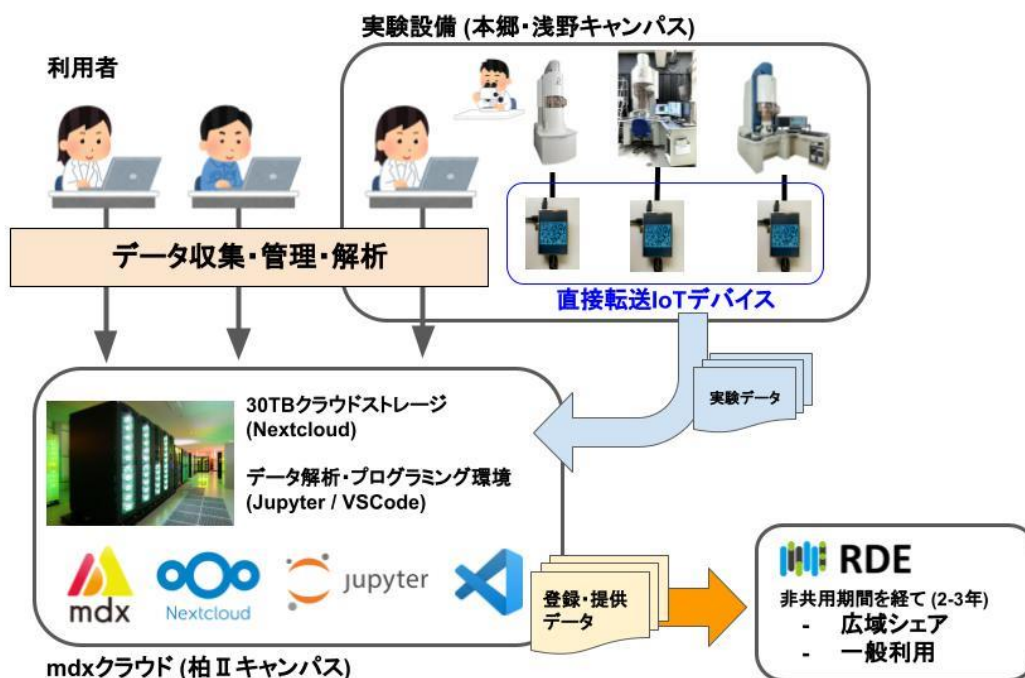 実験設備 (本郷・浅野キャンパス)
利用者
データ収集・管理・解析
直接転送IoTデバイス
実験データ
30TBクラウドストレージ
(Nextcloud)
データ解析・プログラミング環境
(Jupyter / VSCode)
mdx
Nextcloud
jupyter
登録・提供
データ
mdxクラウド (柏Ⅱキャンパス)
RDE
非共用期間を経て (2-3年)
- 広域シェア
- 一般利用